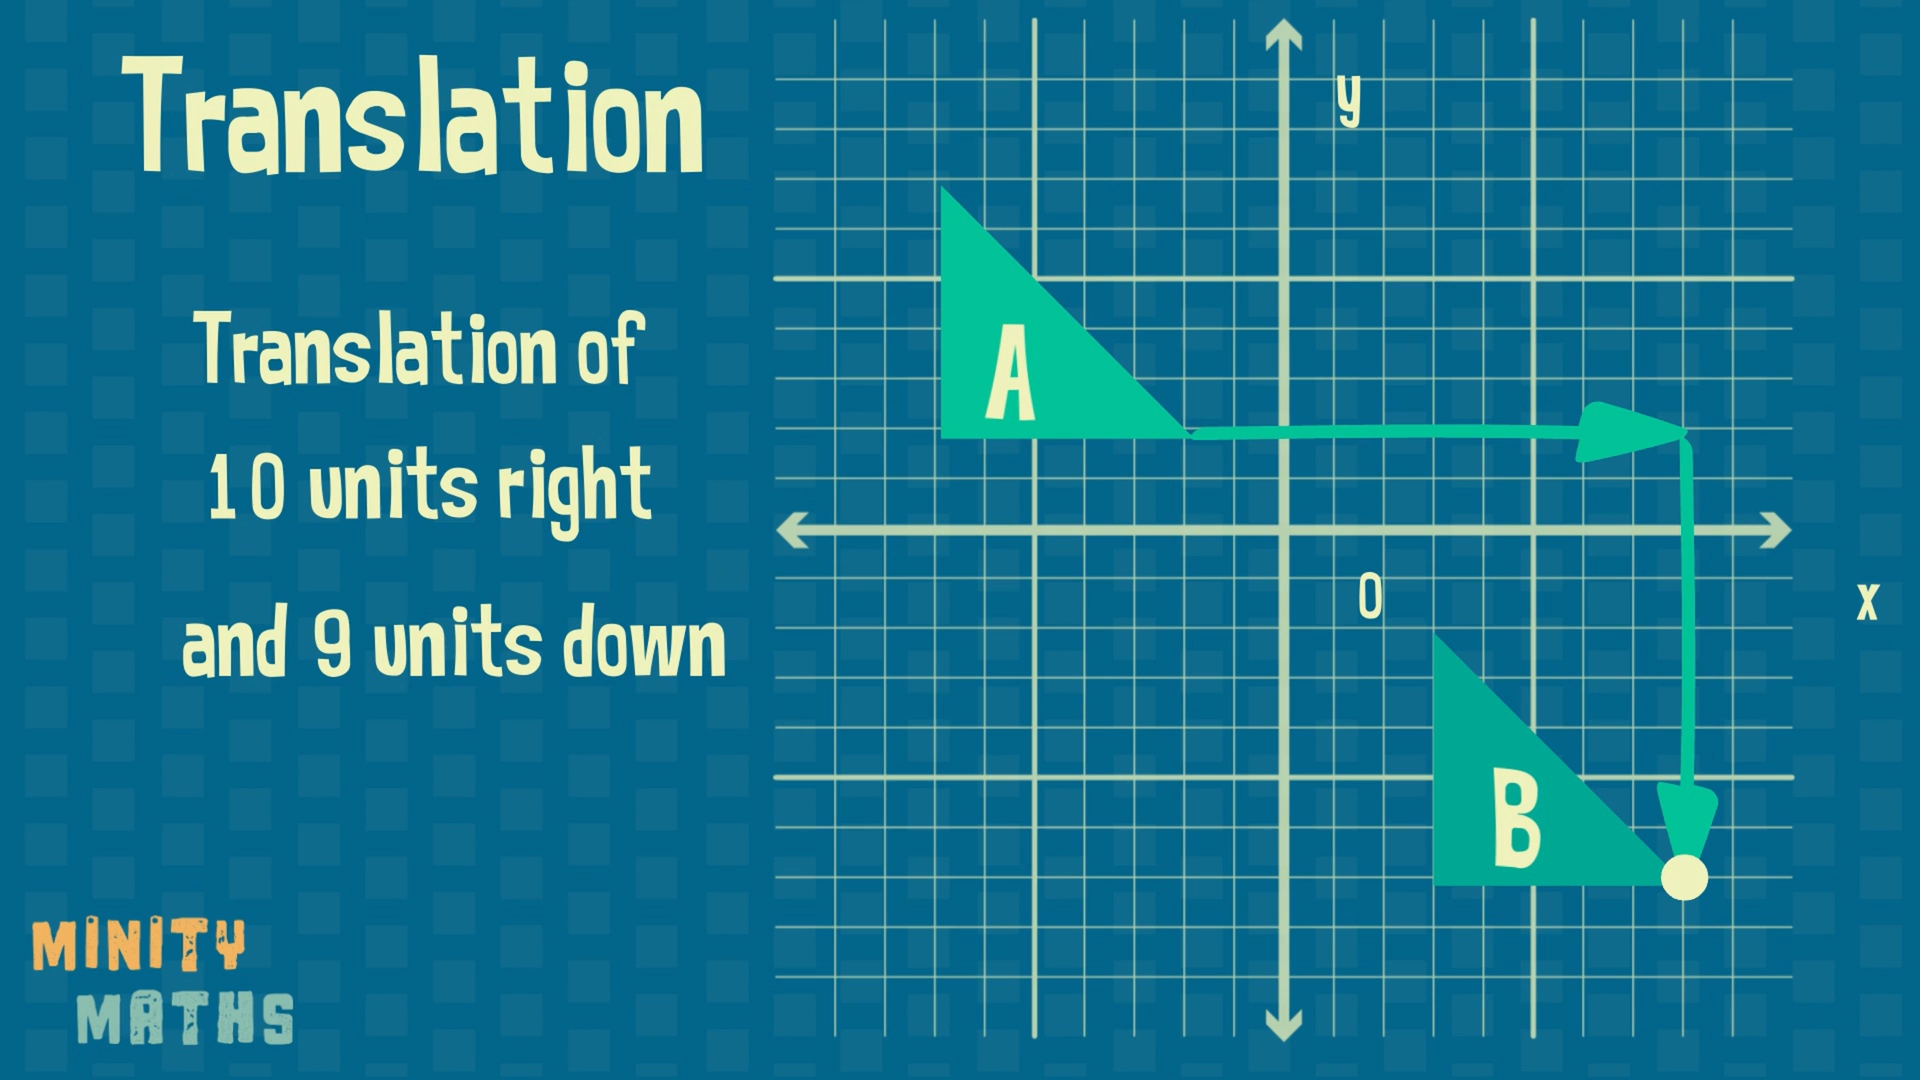 Translation
Translation of
10 units right
and 9 units down
y
A
0
x
B
MINITY
MATHS